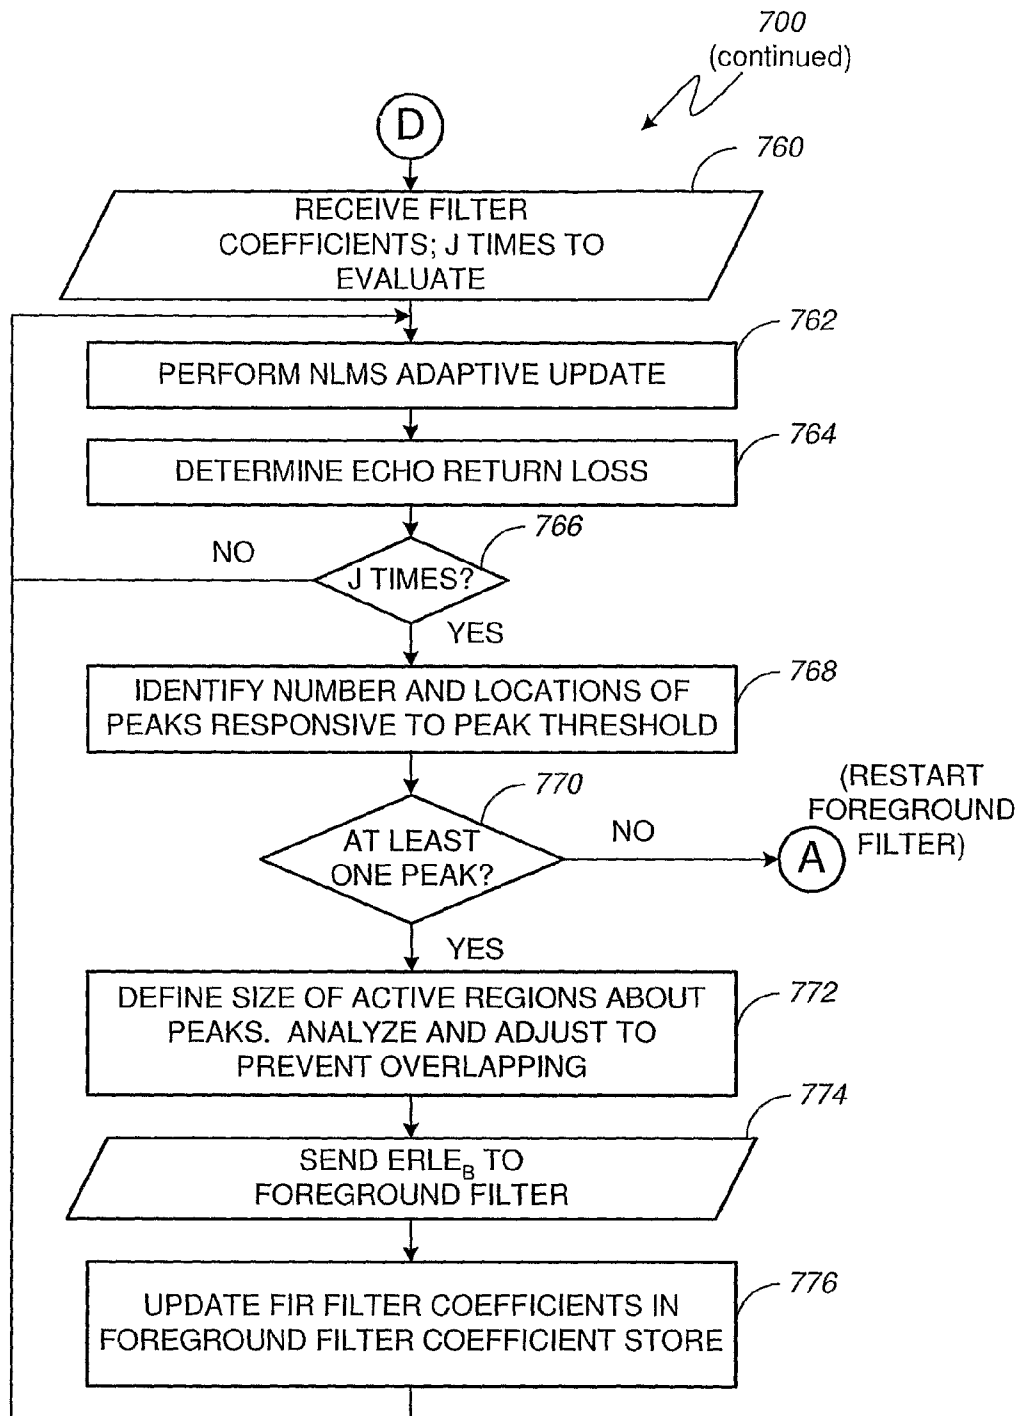 700
(continued)
D
760
RECEIVE FILTER
COEFFICIENTS; J TIMES TO
EVALUATE
762
PERFORM NLMS ADAPTIVE UPDATE
764
DETERMINE ECHO RETURN LOSS
766
NO
J TIMES?
YES
768
IDENTIFY NUMBER AND LOCATIONS OF
PEAKS RESPONSIVE TO PEAK THRESHOLD
770
AT LEAST
ONE PEAK?
NO
(RESTART
FOREGROUND
FILTER)
A
YES
772
DEFINE SIZE OF ACTIVE REGIONS ABOUT
PEAKS. ANALYZE AND ADJUST TO
PREVENT OVERLAPPING
774
SEND ERLE_B TO
FOREGROUND FILTER
776
UPDATE FIR FILTER COEFFICIENTS IN
FOREGROUND FILTER COEFFICIENT STORE